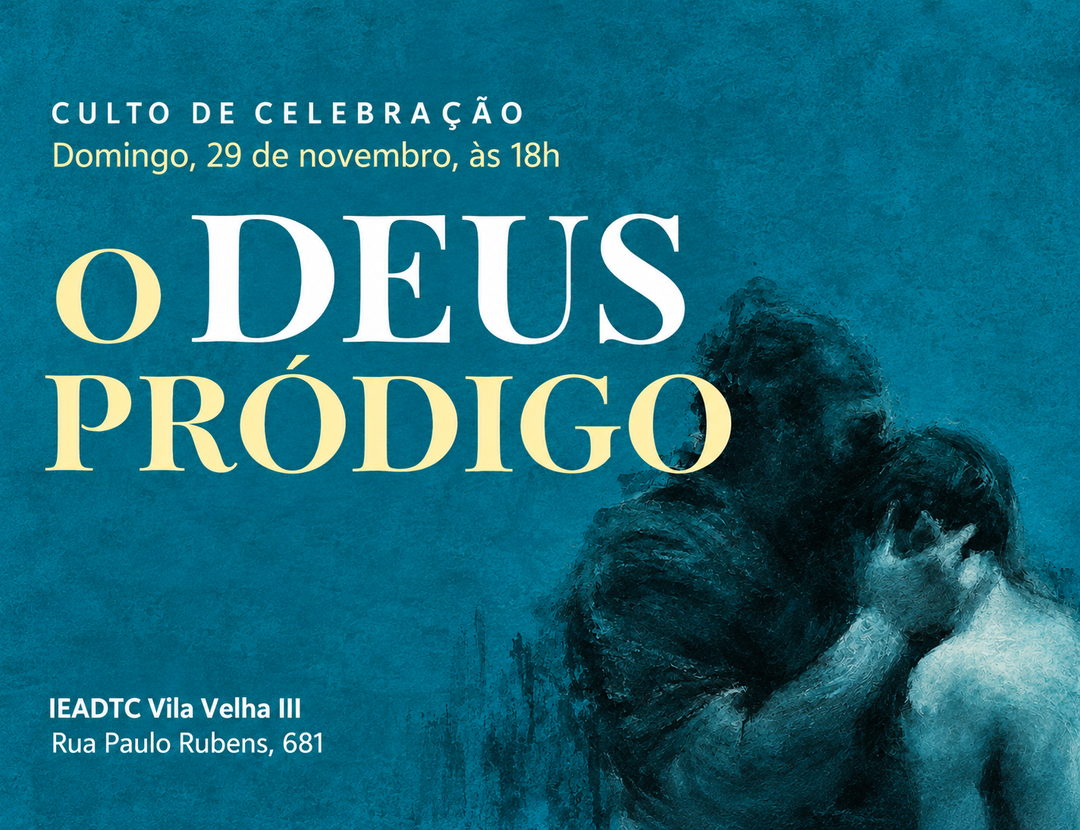 CULTO DE CELEBRAÇÃO
Domingo, 29 de novembro, às 18h
O DEUS
PRÓDIGO
IEADTC Vila Velha III
Rua Paulo Rubens, 681